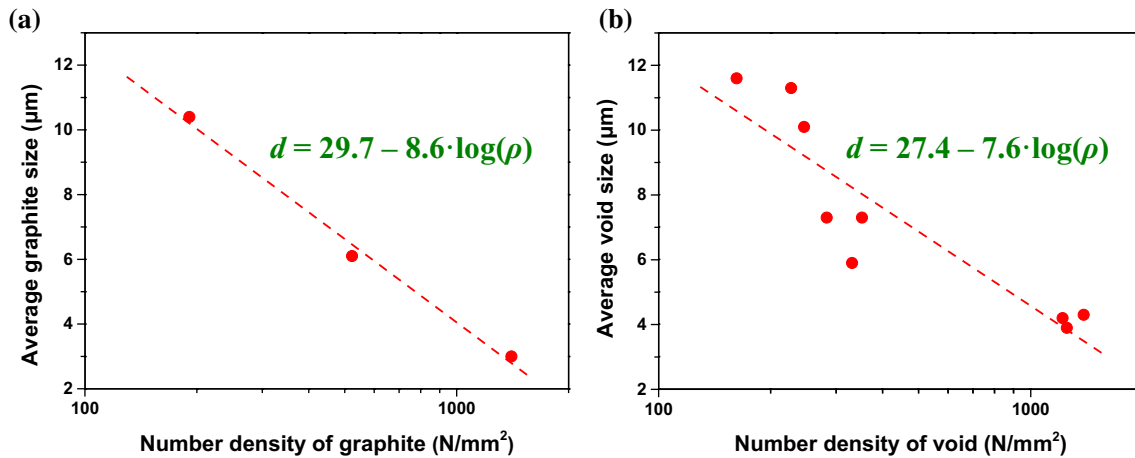 (a)
Average graphite size (µm)
12
10
8
6
4
2
100
1000
d = 29.7 – 8.6·log(ρ)
Number density of graphite (N/mm²)
(b)
Average void size (µm)
12
10
8
6
4
2
100
1000
d = 27.4 – 7.6·log(ρ)
Number density of void (N/mm²)